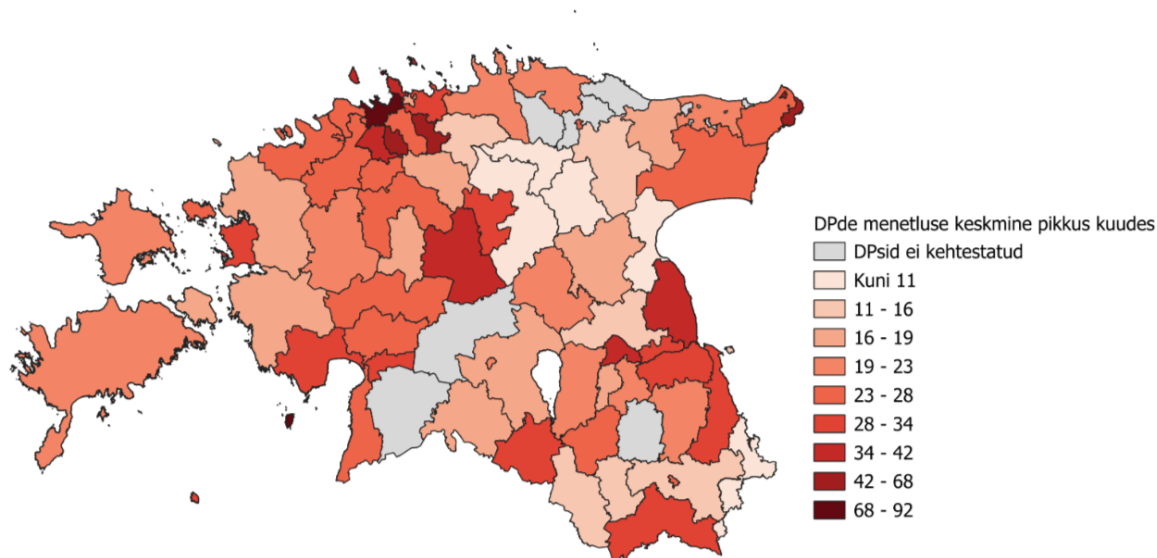 DPde menetluse keskmine pikkus kuudes
DPsid ei kehtestatud
Kuni 11
11 - 16
16 - 19
19 - 23
23 - 28
28 - 34
34 - 42
42 - 68
68 - 92